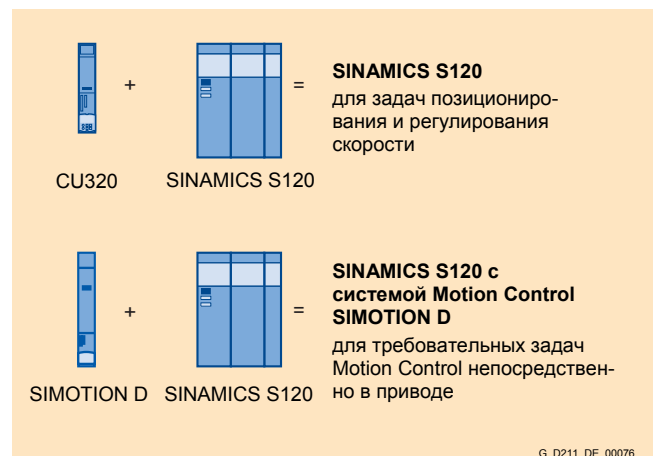 +
=
SINAMICS S120
для задач позициониро-
вания и регулирования
скорости
CU320
SINAMICS S120
+
=
SINAMICS S120 с
системой Motion Control
SIMOTION D
для требовательных задач
Motion Control непосредствен-
но в приводе
SIMOTION D
SINAMICS S120
G_D211_DE_00076